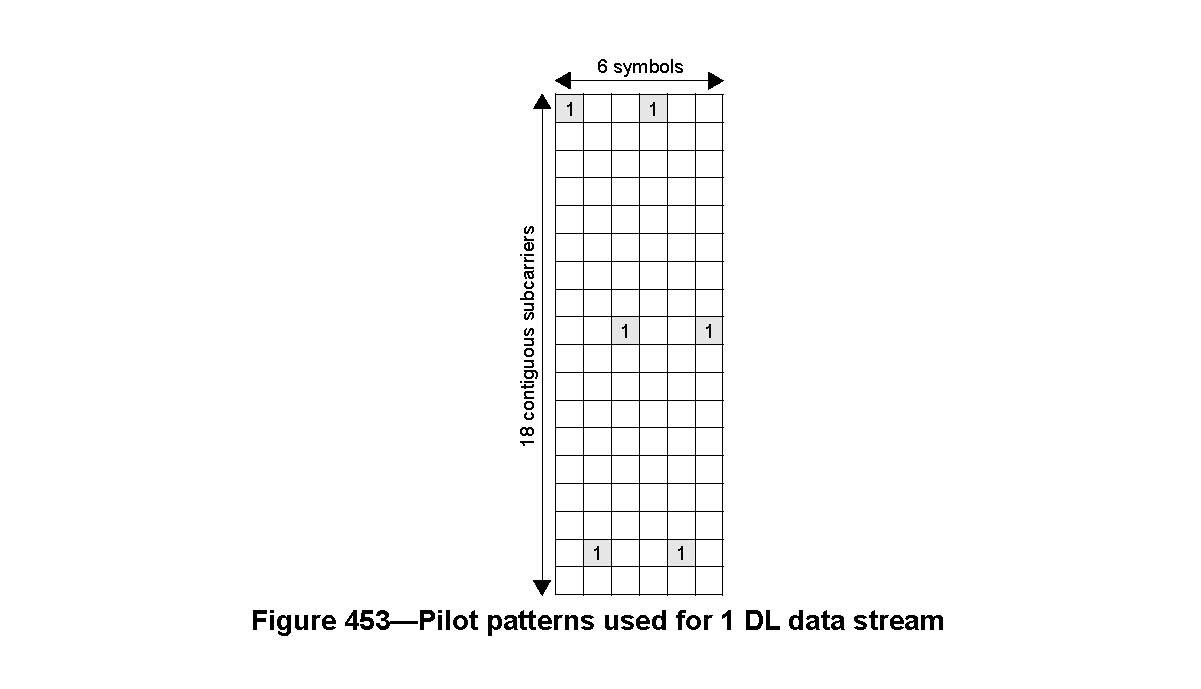 6 symbols
1 1
18 contiguous subcarriers
1 1
1 1
Figure 453—Pilot patterns used for 1 DL data stream